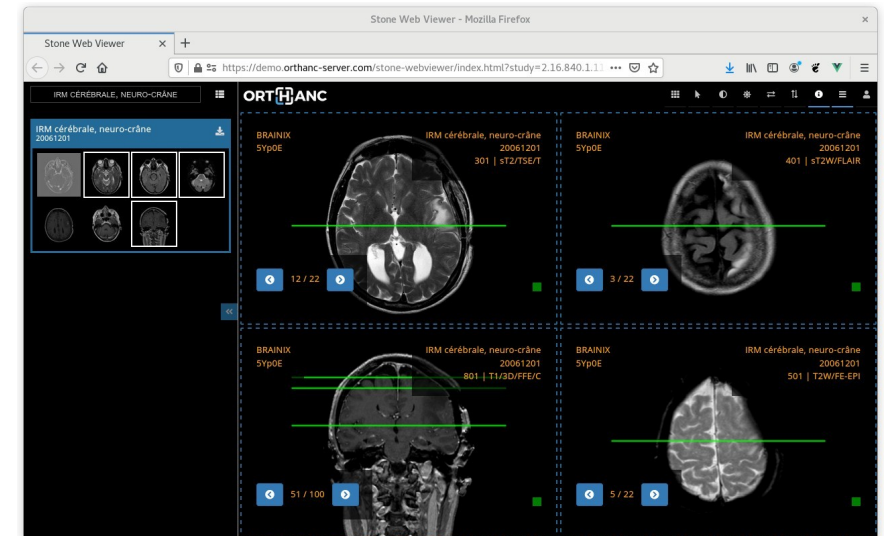 Stone Web Viewer - Mozilla Firefox
Stone Web Viewer
https://demo.orthanc-server.com/stone-webviewer/index.html?study=2.16.840.1.1
IRM CÉRÉBRALE, NEURO-CRÂNE
ORTHANC
IRM cérébrale, neuro-crâne
20061201
BRAINIX
5Yp0E
IRM cérébrale, neuro-crâne
20061201
301 | sT2/TSE/T
12 / 22
BRAINIX
5Yp0E
IRM cérébrale, neuro-crâne
20061201
401 | sT2W/FLAIR
3 / 22
BRAINIX
5Yp0E
IRM cérébrale, neuro-crâne
20061201
801 | T1/3D/FFE/C
51 / 100
BRAINIX
5Yp0E
IRM cérébrale, neuro-crâne
20061201
501 | T2W/FE-EPI
5 / 22